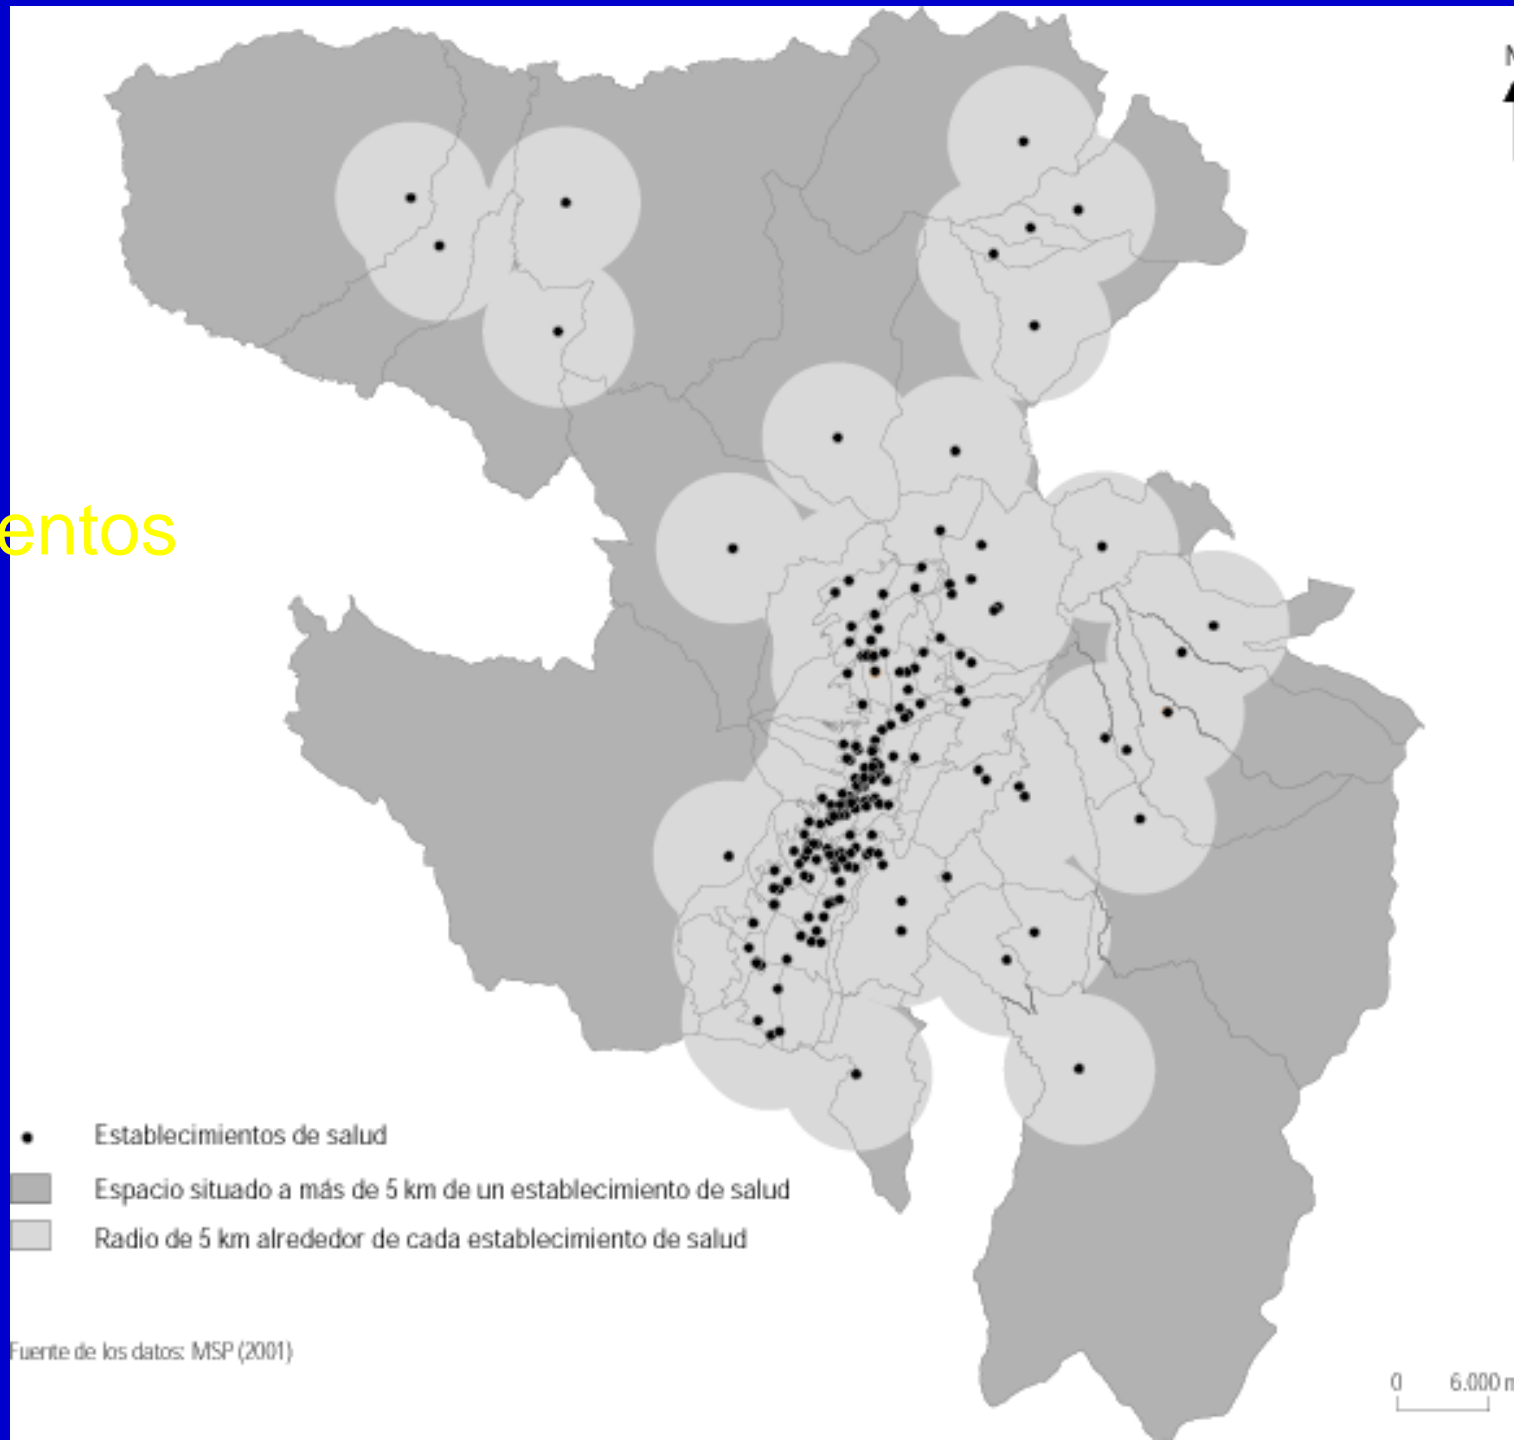 N
entos
Establecimientos de salud
Espacio situado a más de 5 km de un establecimiento de salud
Radio de 5 km alrededor de cada establecimiento de salud
Fuente de los datos: MSP (2001)
0 6.000 m